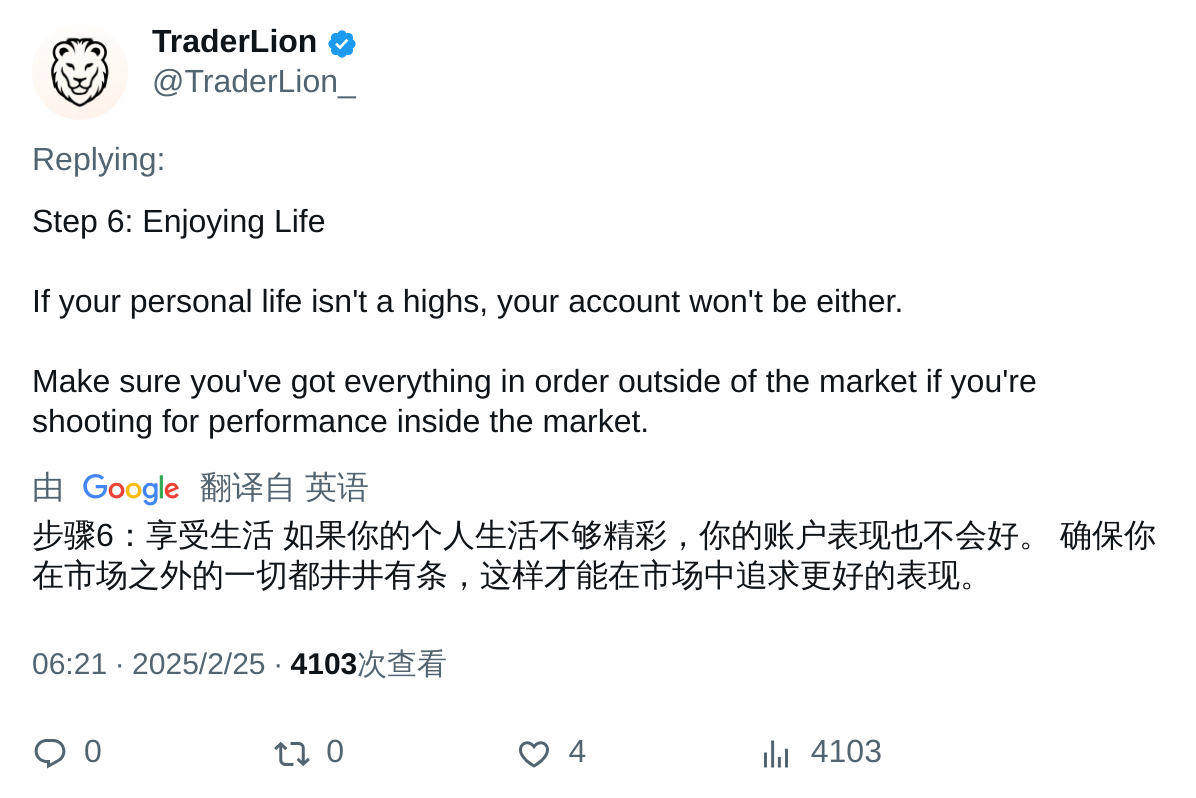 TraderLion
@TraderLion_
Replying:
Step 6: Enjoying Life
If your personal life isn't a highs, your account won't be either.
Make sure you've got everything in order outside of the market if you're
shooting for performance inside the market.
由 Google 翻译自 英语
步骤6：享受生活 如果你的个人生活不够精彩，你的账户表现也不会好。 确保你
在市场之外的一切都井井有条，这样才能在市场中追求更好的表现。
06:21 · 2025/2/25 · 4103次查看
0 0 4 4103